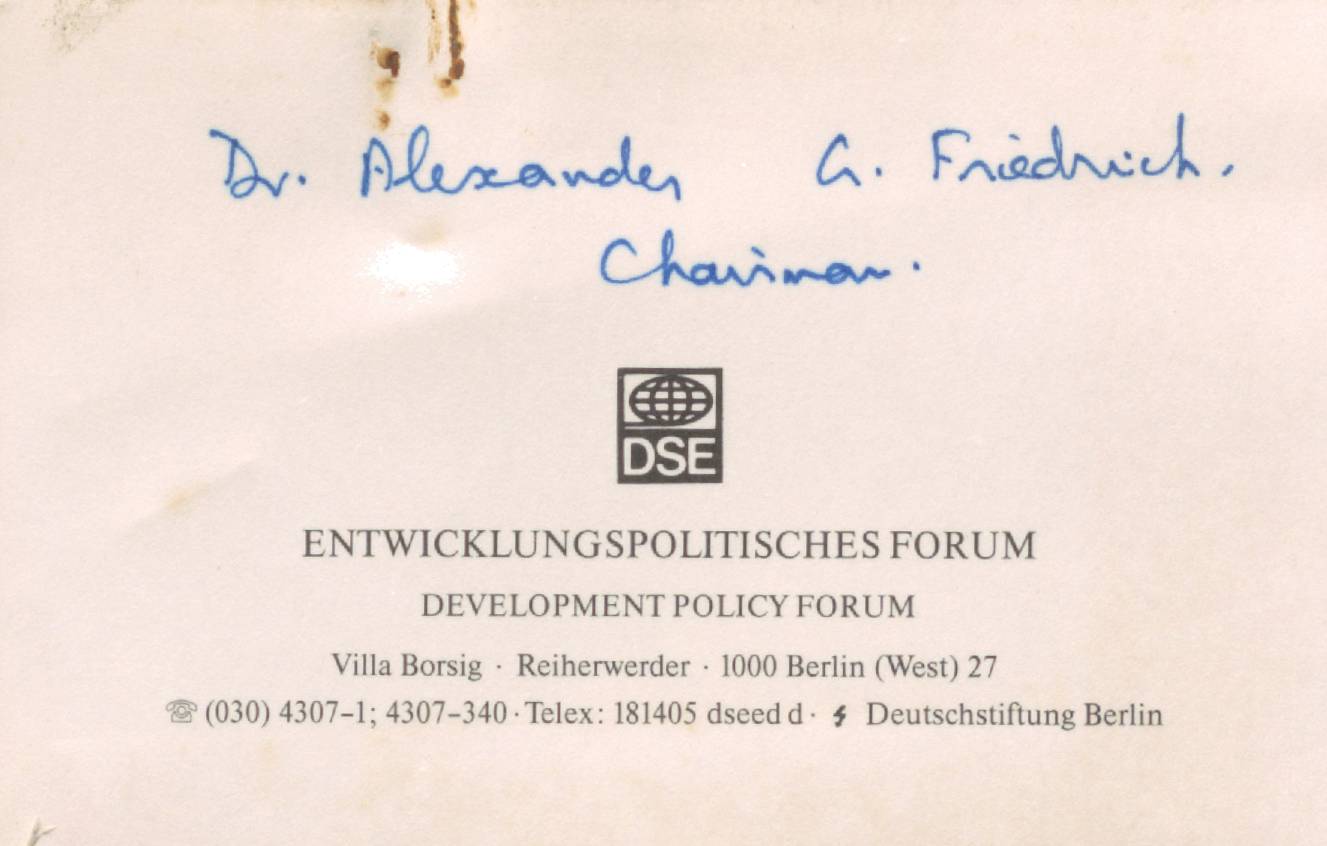 Dr. Alexander G. Friedrich.
Chairman.
DSE
ENTWICKLUNGSPOLITISCHES FORUM
DEVELOPMENT POLICY FORUM
Villa Borsig · Reiherwerder · 1000 Berlin (West) 27
☏ (030) 4307–1; 4307–340 · Telex: 181405 dseed d · Deutschstiftung Berlin